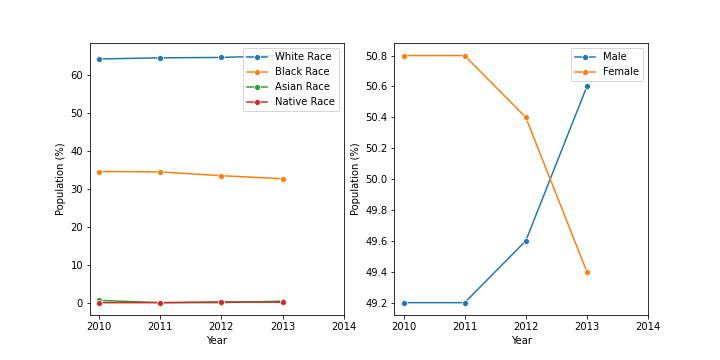 White Race
Black Race
Asian Race
Native Race
60
50
40
30
20
10
0
Population (%)
2010 2011 2012 2013 2014
Year
Male
Female
50.8
50.6
50.4
50.2
50.0
49.8
49.6
49.4
49.2
Population (%)
2010 2011 2012 2013 2014
Year